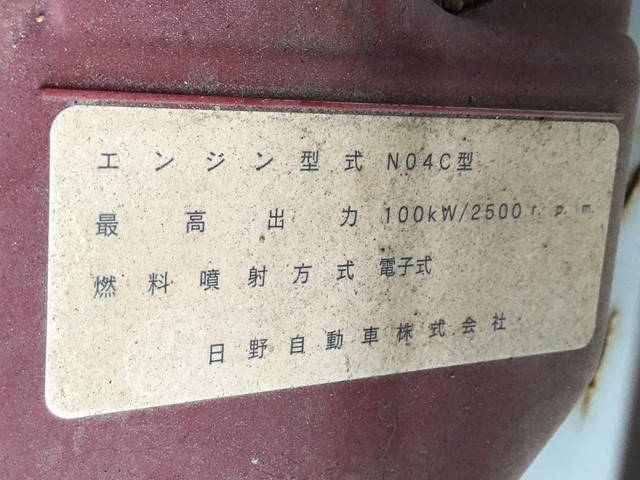 エンジン型式 N04C型
最高出力 100kW/2500r.p.m.
燃料噴射方式 電子式
日野自動車株式会社